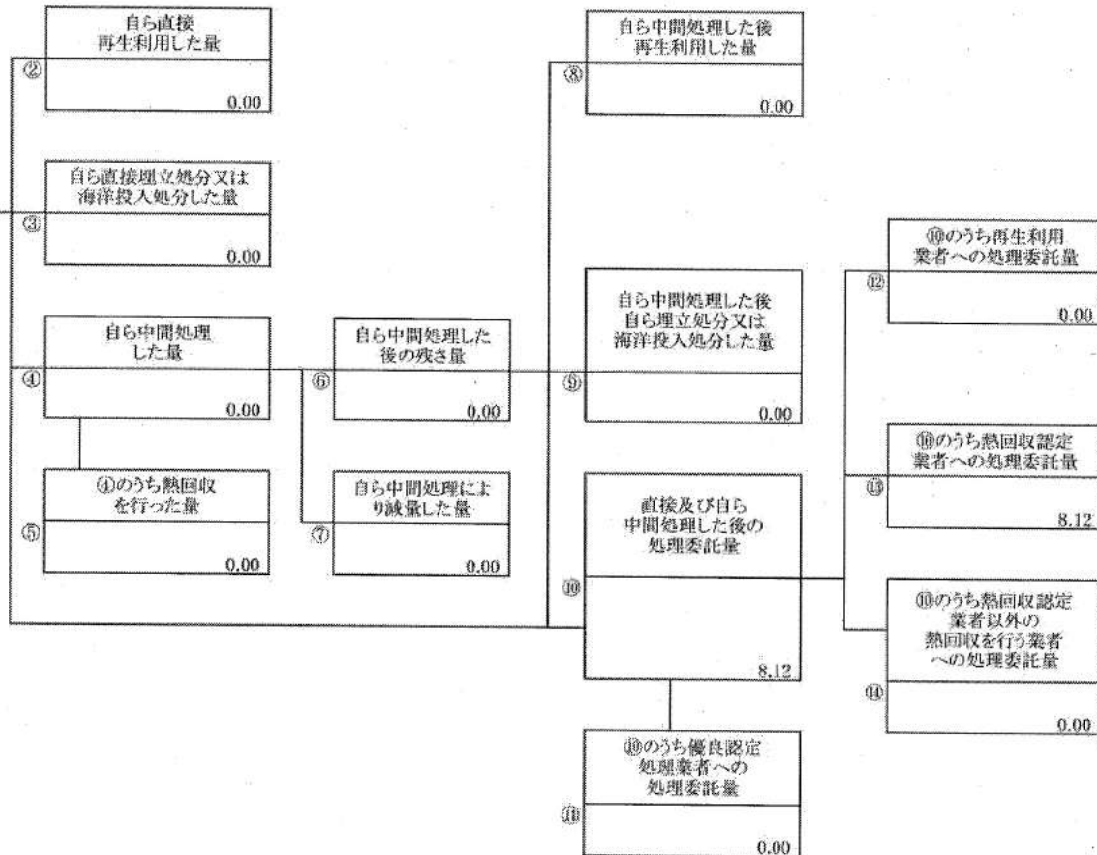 自ら直接
再生利用した量
②
0.00
自ら直接埋立処分又は
海洋投入処分した量
③
0.00
自ら中間処理
した量
④
0.00
④のうち熱回収
を行った量
⑤
0.00
自ら中間処理した
後の残さ量
⑥
0.00
自ら中間処理によ
り減量した量
⑦
0.00
自ら中間処理した後
再生利用した量
⑧
0.00
自ら中間処理した後
自ら埋立処分又は
海洋投入処分した量
⑨
0.00
直接及び自ら
中間処理した後の
処理委託量
⑩
8.12
⑩のうち優良認定
処理業者への
処理委託量
⑪
0.00
⑩のうち再生利用
業者への処理委託量
⑫
0.00
⑩のうち熱回収認定
業者への処理委託量
⑬
8.12
⑩のうち熱回収認定
業者以外の
熱回収を行う業者
への処理委託量
⑭
0.00